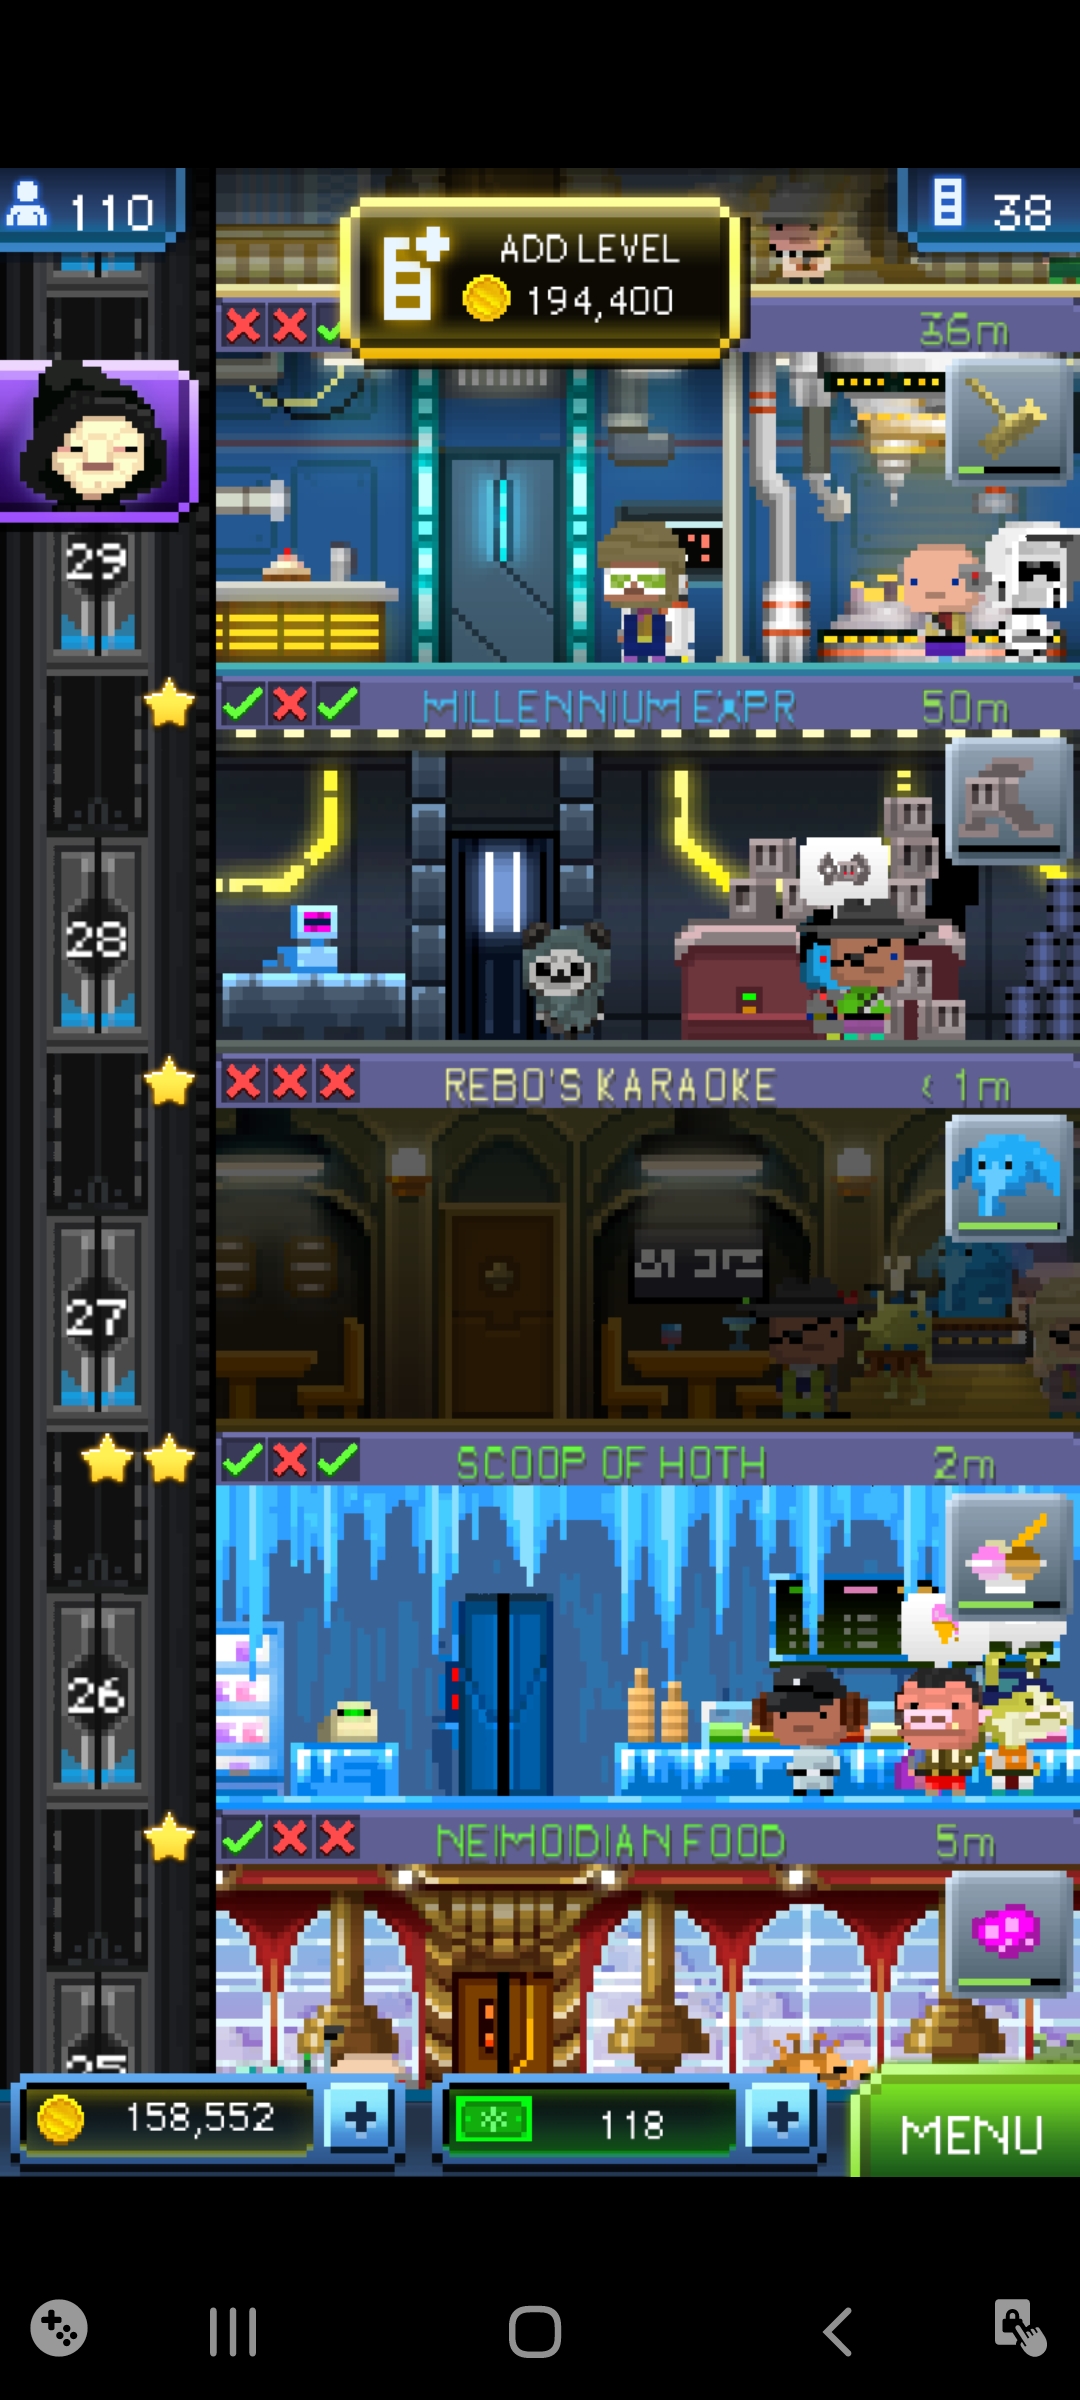 110
ADD LEVEL
194,400
38
36m
29
MILLENNIUM EXPR
50m
28
REBO'S KARAOKE
< 1m
27
SCOOP OF HOTH
2m
26
NEIMOIDIAN FOOD
5m
25
158,552
118
MENU